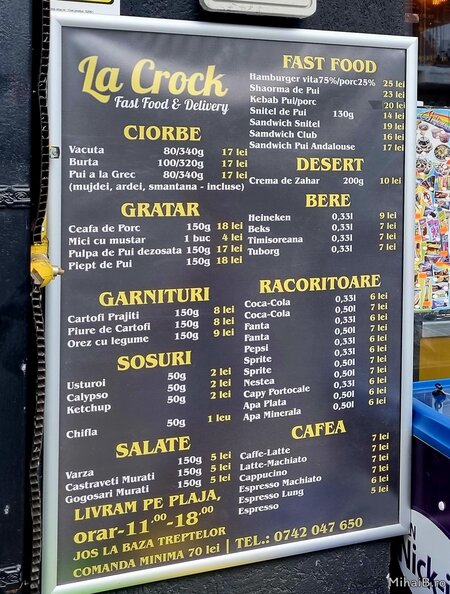 La Crock
Fast Food & Delivery
CIORBE
Vacuta 80/340g 17 lei
Burta 100/320g 17 lei
Pui a la Grec 80/340g 17 lei
(mujdei, ardei, smantana - incluse)
GRATAR
Ceafa de Porc 150g 18 lei
Mici cu mustar 1 buc 4 lei
Pulpa de Pui dezosata 150g 17 lei
Piept de Pui 150g 18 lei
GARNITURI
Cartofi Prajiti 150g 8 lei
Piure de Cartofi 150g 8 lei
Orez cu legume 150g 9 lei
SOSURI
Usturoi 50g 2 lei
Calypso 50g 2 lei
Ketchup 50g 2 lei
Chifla 50g 1 leu
SALATE
Varza 150g 5 lei
Castraveti Murati 150g 5 lei
Gogosari Murati 150g 5 lei
LIVRAM PE PLAJA,
orar-11.00-18.00
JOS LA BAZA TREPTELOR
COMANDA MINIMA 70 lei | TEL.: 0742 047 650
FAST FOOD
Hamburger vita75%/porc25% 25 lei
Shaorma de Pui 23 lei
Kebab Pui/porc 20 lei
Snitel de Pui 130g 14 lei
Sandwich Snitel 19 lei
Samdwich Club 16 lei
Sandwich Pui Andalouse 17 lei
DESERT
Crema de Zahar 200g 10 lei
BERE
Heineken 0,33l 9 lei
Beks 0,33l 7 lei
Timisoreana 0,33l 7 lei
Tuborg 0,33l 7 lei
RACORITOARE
Coca-Cola 0,33l 6 lei
Coca-Cola 0,50l 7 lei
Fanta 0,33l 6 lei
Fanta 0,50l 7 lei
Pepsi 0,33l 6 lei
Sprite 0,33l 6 lei
Sprite 0,50l 7 lei
Nestea 0,50l 7 lei
Capy Portocale 0,33l 7 lei
Apa Plata 0,50l 6 lei
Apa Minerala 0,50l 6 lei
CAFEA
Caffe-Latte 7 lei
Latte-Machiato 7 lei
Cappucino 7 lei
Espresso Machiato 7 lei
Espresso Lung 6 lei
Espresso 5 lei
MihaiB.ro